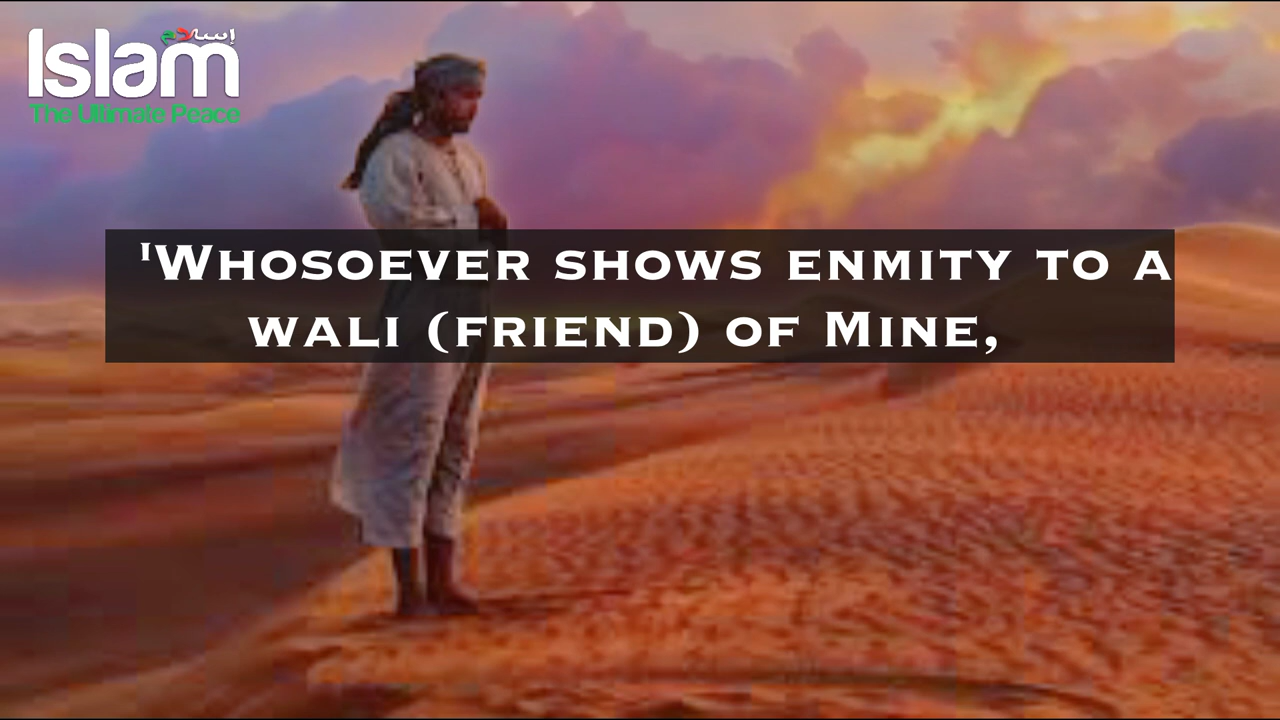 إسلام
Islam
The Ultimate Peace
'Whosoever shows enmity to a
wali (friend) of Mine,